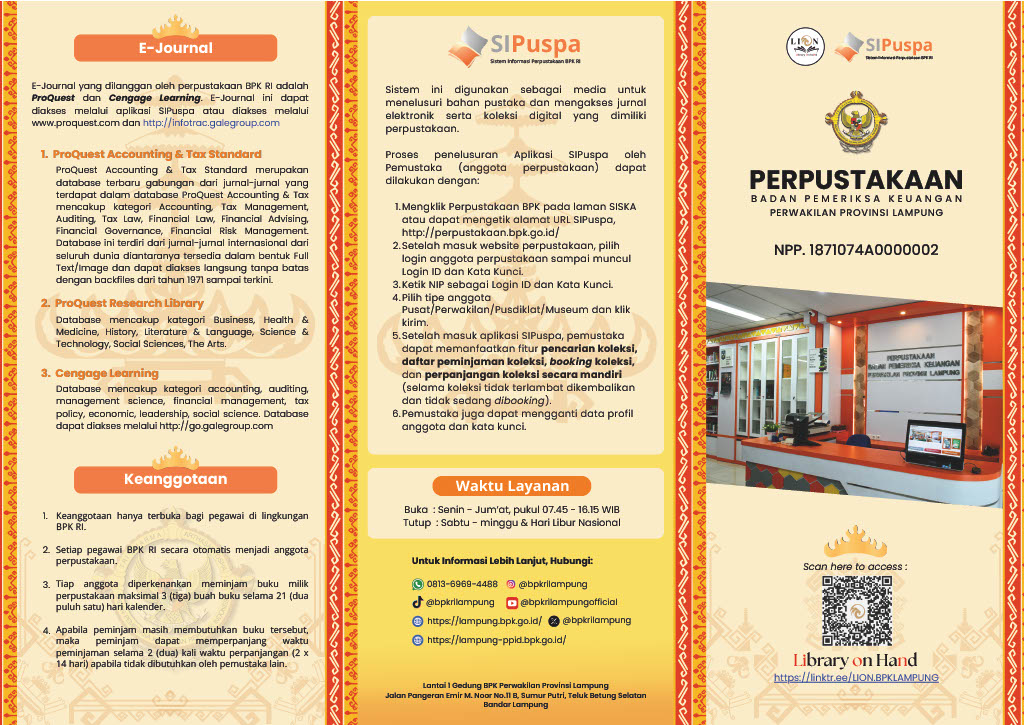 E-Journal
E-Journal yang dilanggan oleh perpustakaan BPK RI adalah
ProQuest dan Cengage Learning. E-Journal ini dapat
diakses melalui aplikasi SIPuspa atau diakses melalui
www.proquest.com dan http://infotrac.galegroup.com
1. ProQuest Accounting & Tax Standard
ProQuest Accounting & Tax Standard merupakan
database terbaru gabungan dari jurnal-jurnal yang
terdapat dalam database ProQuest Accounting & Tax
mencakup kategori Accounting, Tax Management,
Auditing, Tax Law, Financial Law, Financial Advising,
Financial Governance, Financial Risk Management.
Database ini terdiri dari jurnal-jurnal internasional dari
seluruh dunia diantaranya tersedia dalam bentuk Full
Text/Image dan dapat diakses langsung tanpa batas
dengan backfiles dari tahun 1971 sampai terkini.
2. ProQuest Research Library
Database mencakup kategori Business, Health &
Medicine, History, Literature & Language, Science &
Technology, Social Sciences, The Arts.
3. Cengage Learning
Database mencakup kategori accounting, auditing,
management science, financial management, tax
policy, economic, leadership, social science. Database
dapat diakses melalui http://go.galegroup.com
Keanggotaan
1. Keanggotaan hanya terbuka bagi pegawai di lingkungan
BPK RI.
2. Setiap pegawai BPK RI secara otomatis menjadi anggota
perpustakaan.
3. Tiap anggota diperkenankan meminjam buku milik
perpustakaan maksimal 3 (tiga) buah buku selama 21 (dua
puluh satu) hari kalender.
4. Apabila peminjam masih membutuhkan buku tersebut,
maka peminjam dapat memperpanjang waktu
peminjaman selama 2 (dua) kali waktu perpanjangan (2 x
14 hari) apabila tidak dibutuhkan oleh pemustaka lain.
SIPuspa
Sistem Informasi Perpustakaan BPK RI
Sistem ini digunakan sebagai media untuk
menelusuri bahan pustaka dan mengakses jurnal
elektronik serta koleksi digital yang dimiliki
perpustakaan.
Proses penelusuran Aplikasi SIPuspa oleh
Pemustaka (anggota perpustakaan) dapat
dilakukan dengan:
1. Mengklik Perpustakaan BPK pada laman SISKA
atau dapat mengetik alamat URL SIPuspa,
http://perpustakaan.bpk.go.id/
2. Setelah masuk website perpustakaan, pilih
login anggota perpustakaan sampai muncul
Login ID dan Kata Kunci.
3. Ketik NIP sebagai Login ID dan Kata Kunci.
4. Pilih tipe anggota
Pusat/Perwakilan/Pusdiklat/Museum dan klik
kirim.
5. Setelah masuk aplikasi SIPuspa, pemustaka
dapat memanfaatkan fitur pencarian koleksi,
daftar peminjaman koleksi, booking koleksi,
dan perpanjangan koleksi secara mandiri
(selama koleksi tidak terlambat dikembalikan
dan tidak sedang dibooking).
6. Pemustaka juga dapat mengganti data profil
anggota dan kata kunci.
Waktu Layanan
Buka : Senin - Jum'at, pukul 07.45 - 16.15 WIB
Tutup : Sabtu - minggu & Hari Libur Nasional
Untuk Informasi Lebih Lanjut, Hubungi:
0813-6968-4488 @bpkrilampung
@bpkrilampung @bpkrilampungofficial
https://lampung.bpk.go.id/ @bpkrilampung
https://lampung-ppid.bpk.go.id/
Lantai 1 Gedung BPK Perwakilan Provinsi Lampung
Jalan Pangeran Emir M. Noor No.11 B, Sumur Putri, Teluk Betung Selatan
Bandar Lampung
LION
SIPuspa
Sistem Informasi Perpustakaan BPK RI
PERPUSTAKAAN
BADAN PEMERIKSA KEUANGAN
PERWAKILAN PROVINSI LAMPUNG
NPP. 1871074A0000002
PERPUSTAKAAN
BADAN PEMERIKSA KEUANGAN
PERWAKILAN PROVINSI LAMPUNG
Scan here to access :
Library on Hand
https://linktr.ee/LION.BPKLAMPUNG